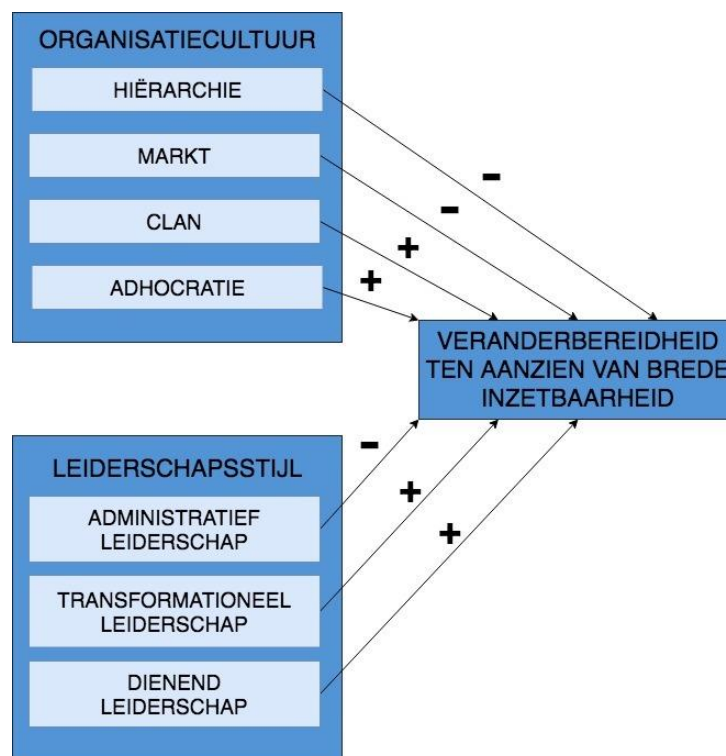 ORGANISATIECULTUUR
HIËRARCHIE
MARKT
CLAN
ADHOCRATIE
-
-
+
+
VERANDERBEREIDHEID
TEN AANZIEN VAN BREDE
INZETBAARHEID
LEIDERSCHAPSSTIJL
ADMINISTRATIEF
LEIDERSCHAP
TRANSFORMATIONEEL
LEIDERSCHAP
DIENEND
LEIDERSCHAP
-
+
+